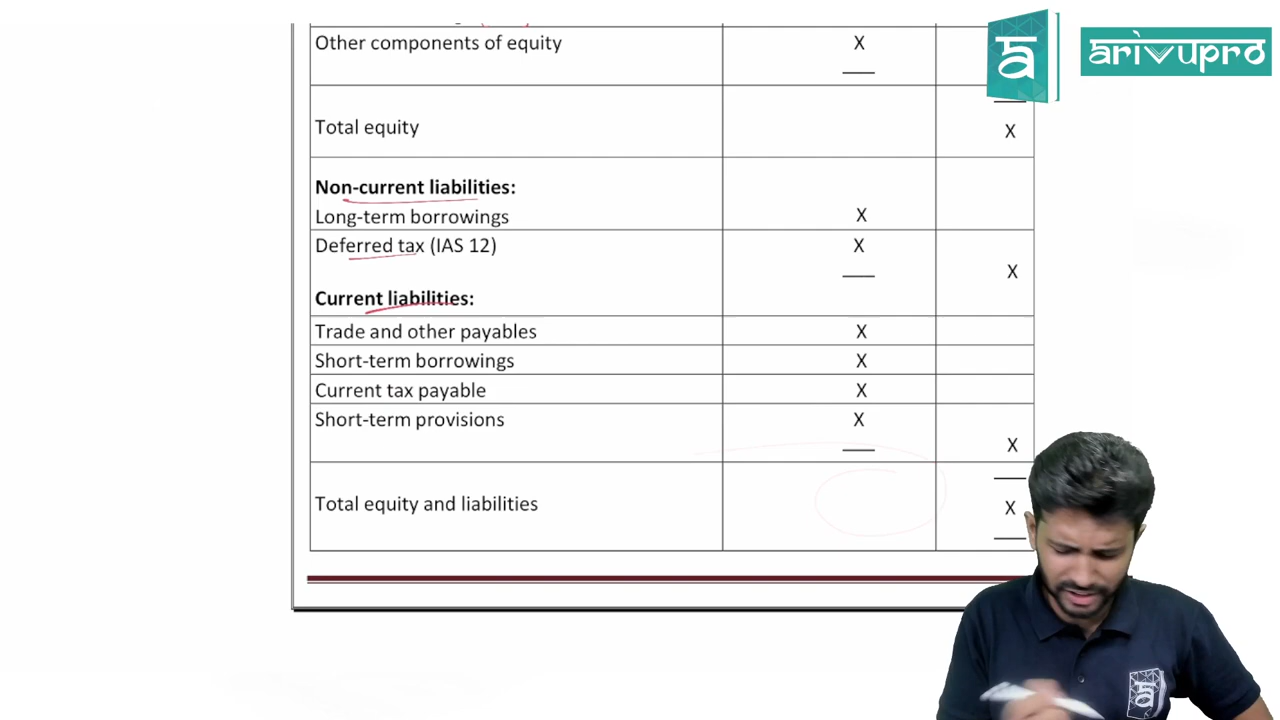 Other components of equity X
Total equity X
Non-current liabilities:
Long-term borrowings X
Deferred tax (IAS 12) X
X
Current liabilities:
Trade and other payables X
Short-term borrowings X
Current tax payable X
Short-term provisions X
X
Total equity and liabilities X
arivupro